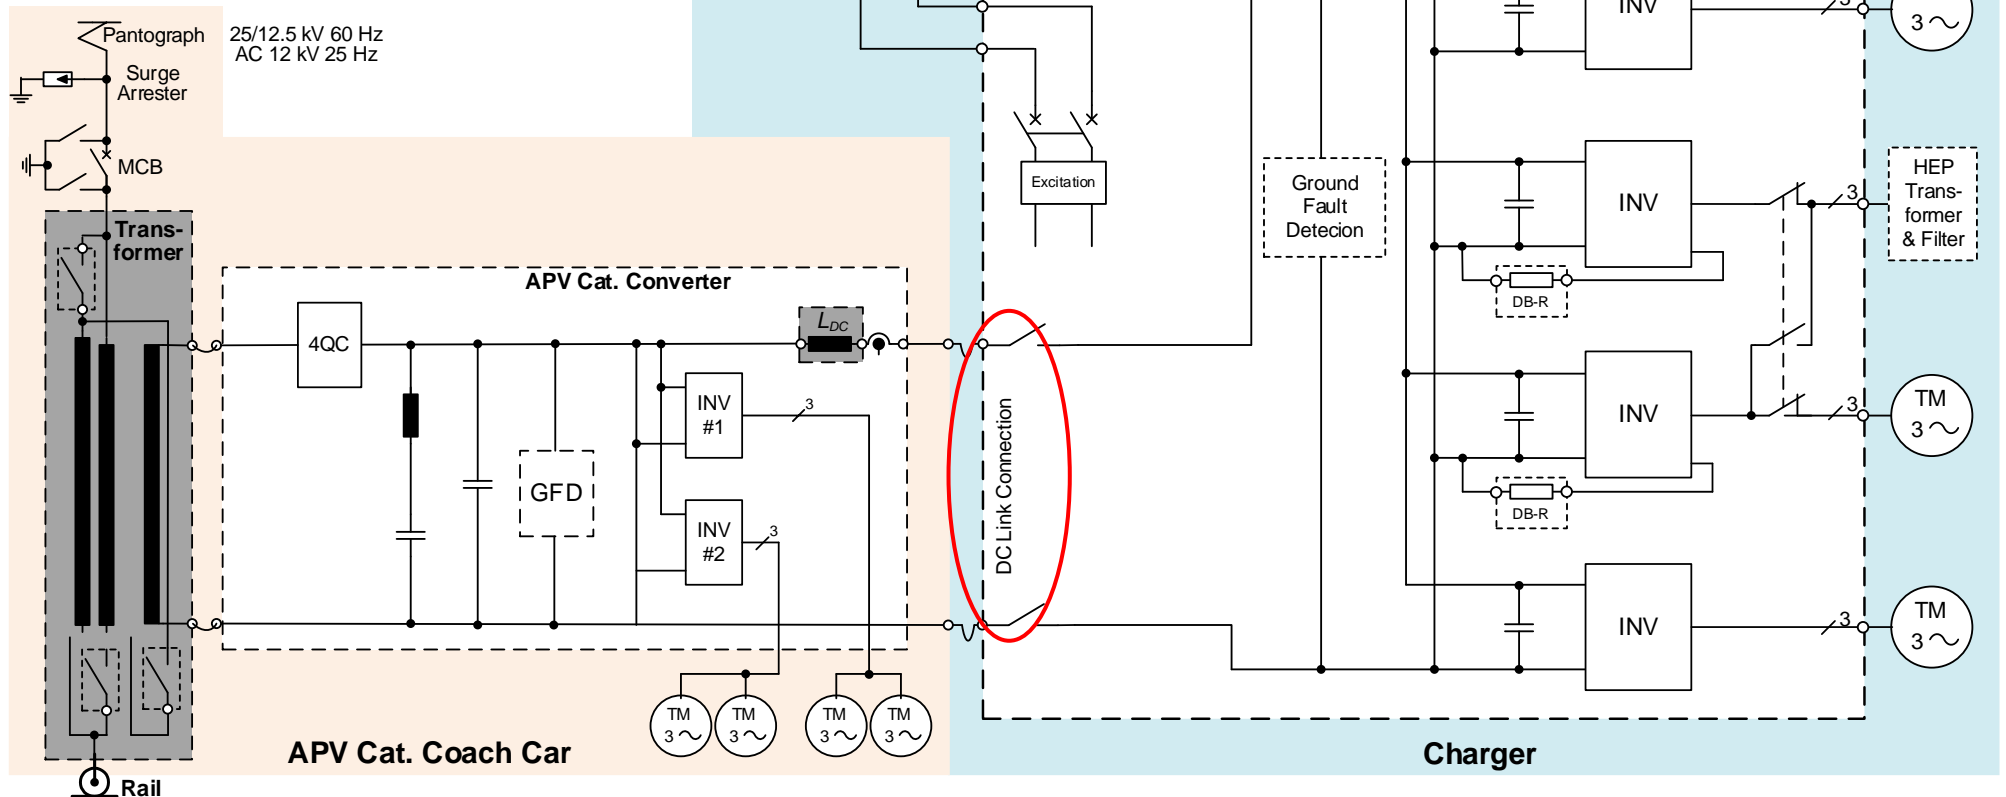 Pantograph
25/12.5 kV 60 Hz
AC 12 kV 25 Hz
Surge
Arrester
MCB
Trans-
former
APV Cat. Converter
4QC
LDC
GFD
INV
#1
3
INV
#2
3
TM
3
TM
3
TM
3
TM
3
APV Cat. Coach Car
Rail
Excitation
DC Link Connection
Ground
Fault
Detecion
INV
3
3
INV
3
HEP
Trans-
former
& Filter
DB-R
INV
3
TM
3
DB-R
INV
3
TM
3
Charger